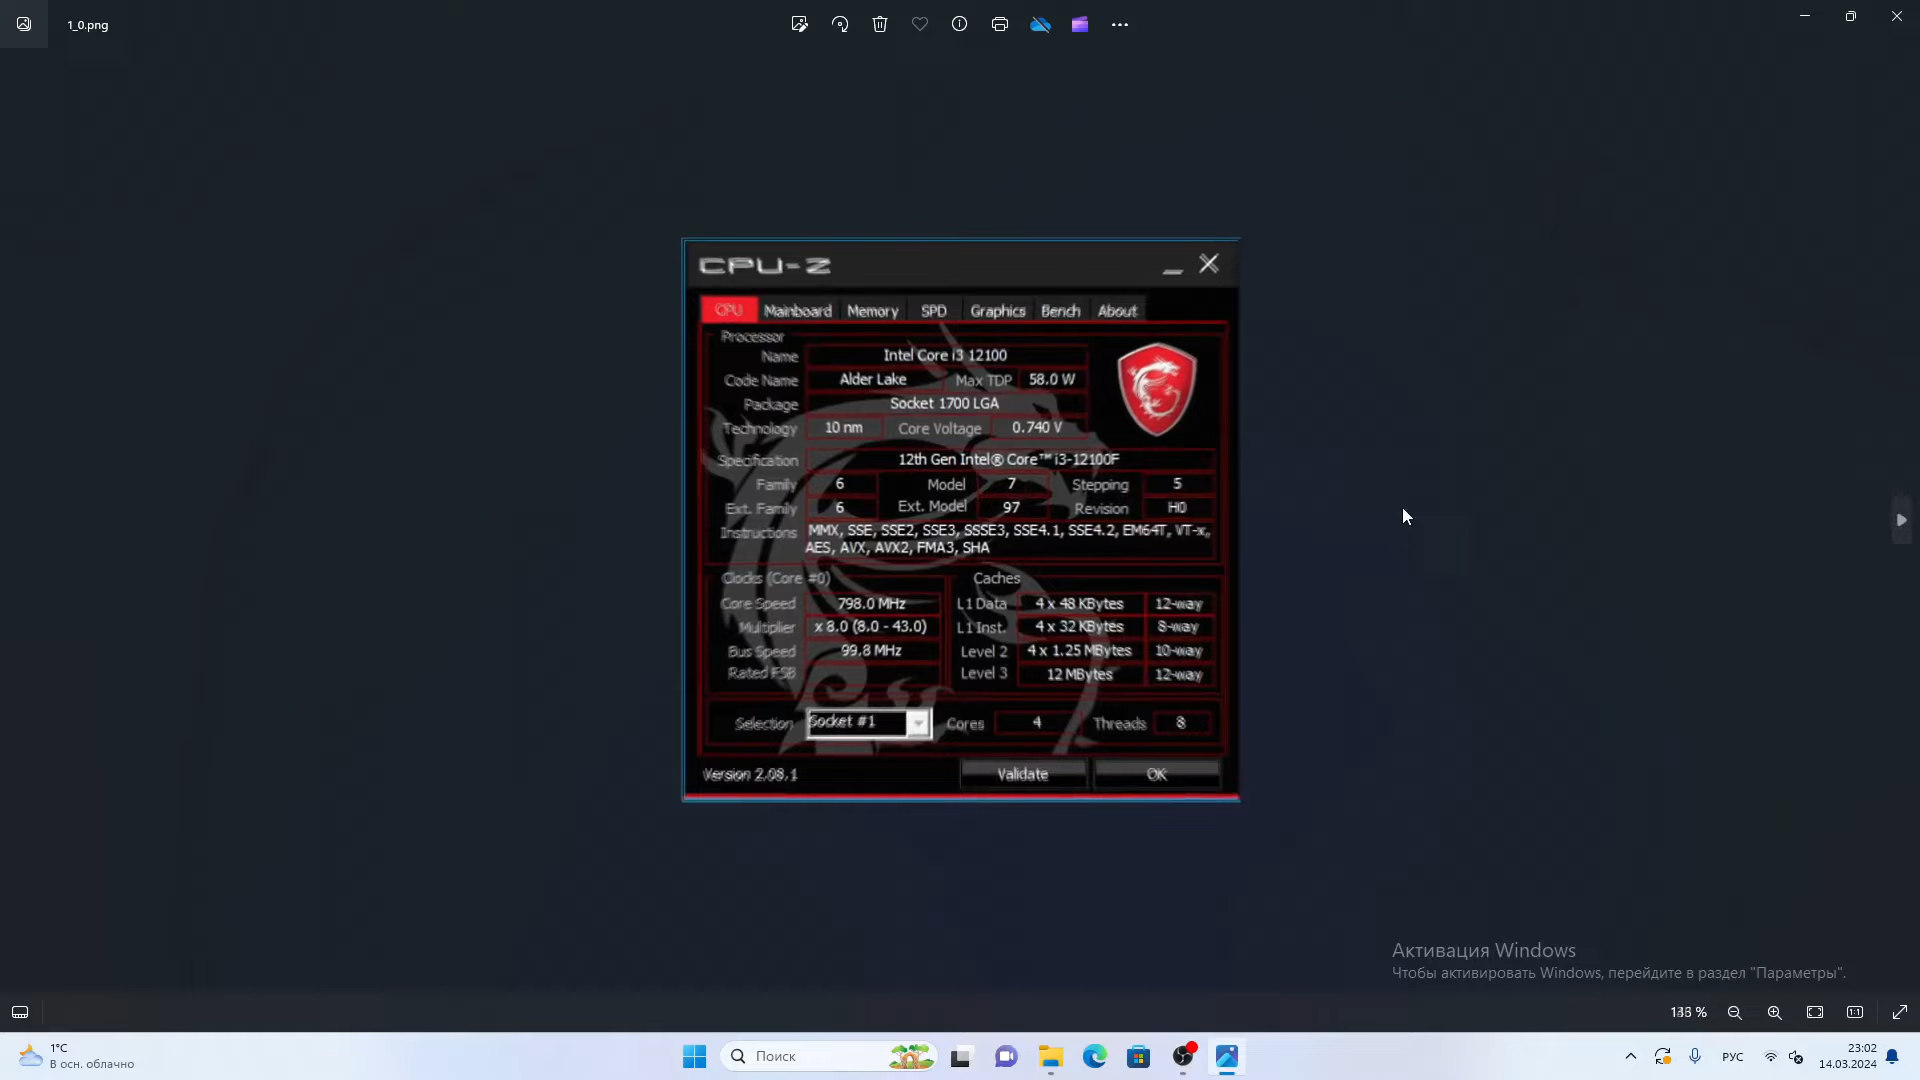 1_0.png
CPU-Z
CPU Mainboard Memory SPD Graphics Bench About
Processor
Name Intel Core i3 12100
Code Name Alder Lake Max TDP 58.0 W
Package Socket 1700 LGA
Technology 10 nm Core Voltage 0.740 V
Specification 12th Gen Intel® Core™ i3-12100F
Family 6 Model 7 Stepping 5
Ext. Family 6 Ext. Model 97 Revision H0
Instructions MMX, SSE, SSE2, SSE3, SSSE3, SSE4.1, SSE4.2, EM64T, VT-x,
AES, AVX, AVX2, FMA3, SHA
Clocks (Core #0) Caches
Core Speed 798.0 MHz L1 Data 4 x 48 KBytes 12-way
Multiplier x 8.0 (8.0 - 43.0) L1 Inst. 4 x 32 KBytes 8-way
Bus Speed 99.8 MHz Level 2 4 x 1.25 MBytes 10-way
Rated FSB Level 3 12 MBytes 12-way
Selection Socket #1 Cores 4 Threads 8
Version 2.08.1 Validate OK
Активация Windows
Чтобы активировать Windows, перейдите в раздел "Параметры".
1:1
1°C
В осн. облачно
Поиск
РУС
23:02
14.03.2024